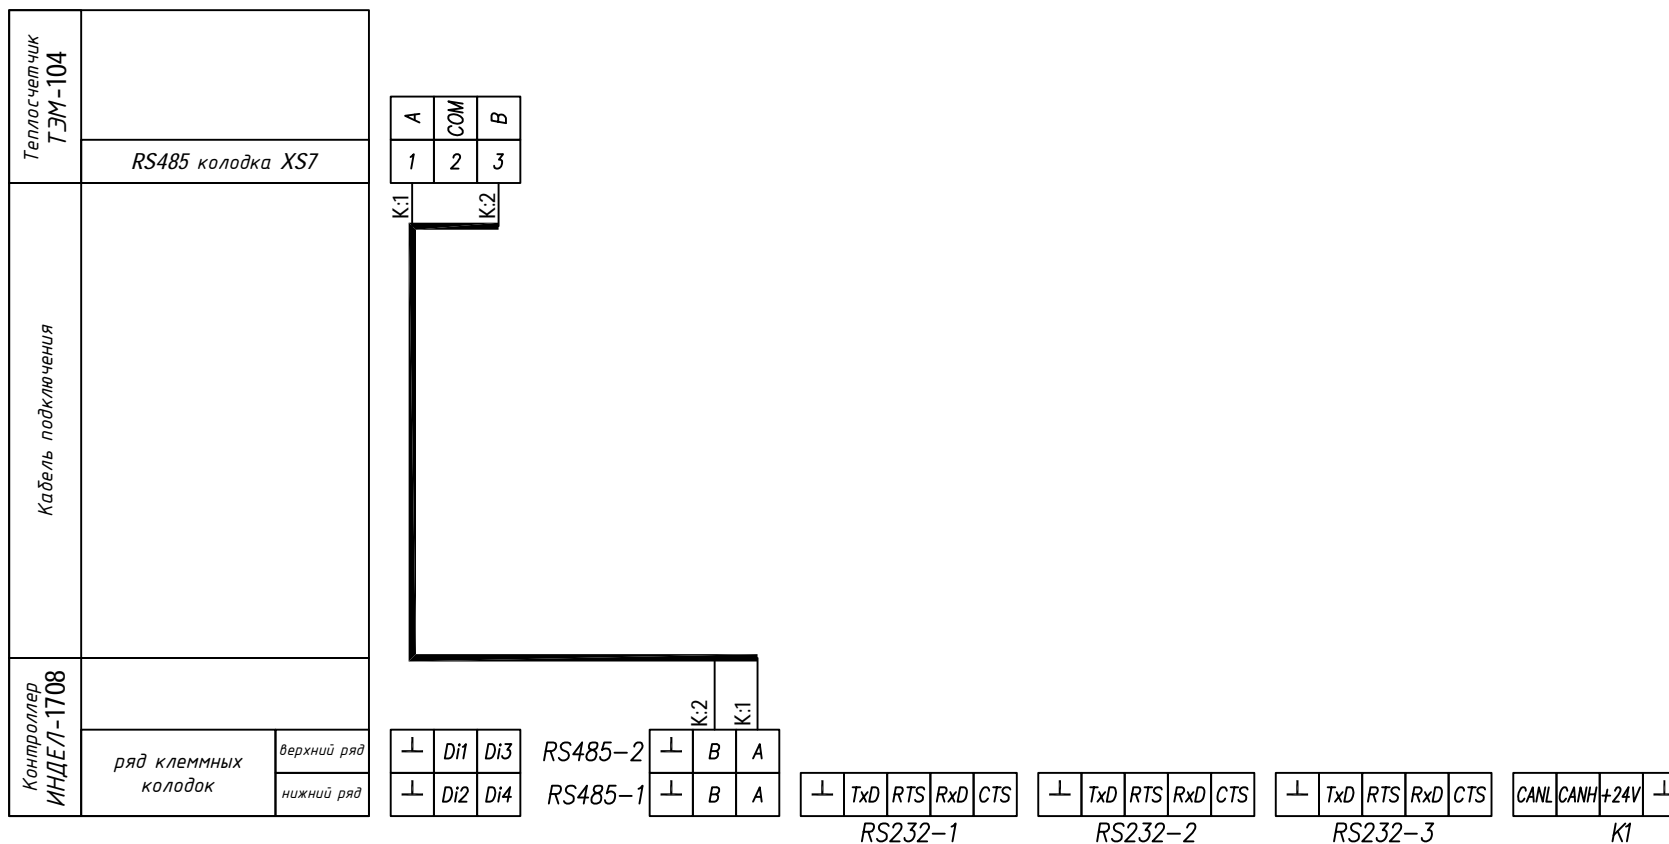 Теплосчетчик
ТЭМ-104
RS485 колодка XS7
A COM B
1 2 3
K:1 K:2
Кабель подключения
K:2 K:1
Контроллер
ИНДЕЛ-1708
ряд клеммных
колодок
верхний ряд
нижний ряд
⊥ Di1 Di3
⊥ Di2 Di4
RS485-2 ⊥ B A
RS485-1 ⊥ B A
⊥ TxD RTS RxD CTS
RS232-1
⊥ TxD RTS RxD CTS
RS232-2
⊥ TxD RTS RxD CTS
RS232-3
CANL CANH +24V ⊥
K1